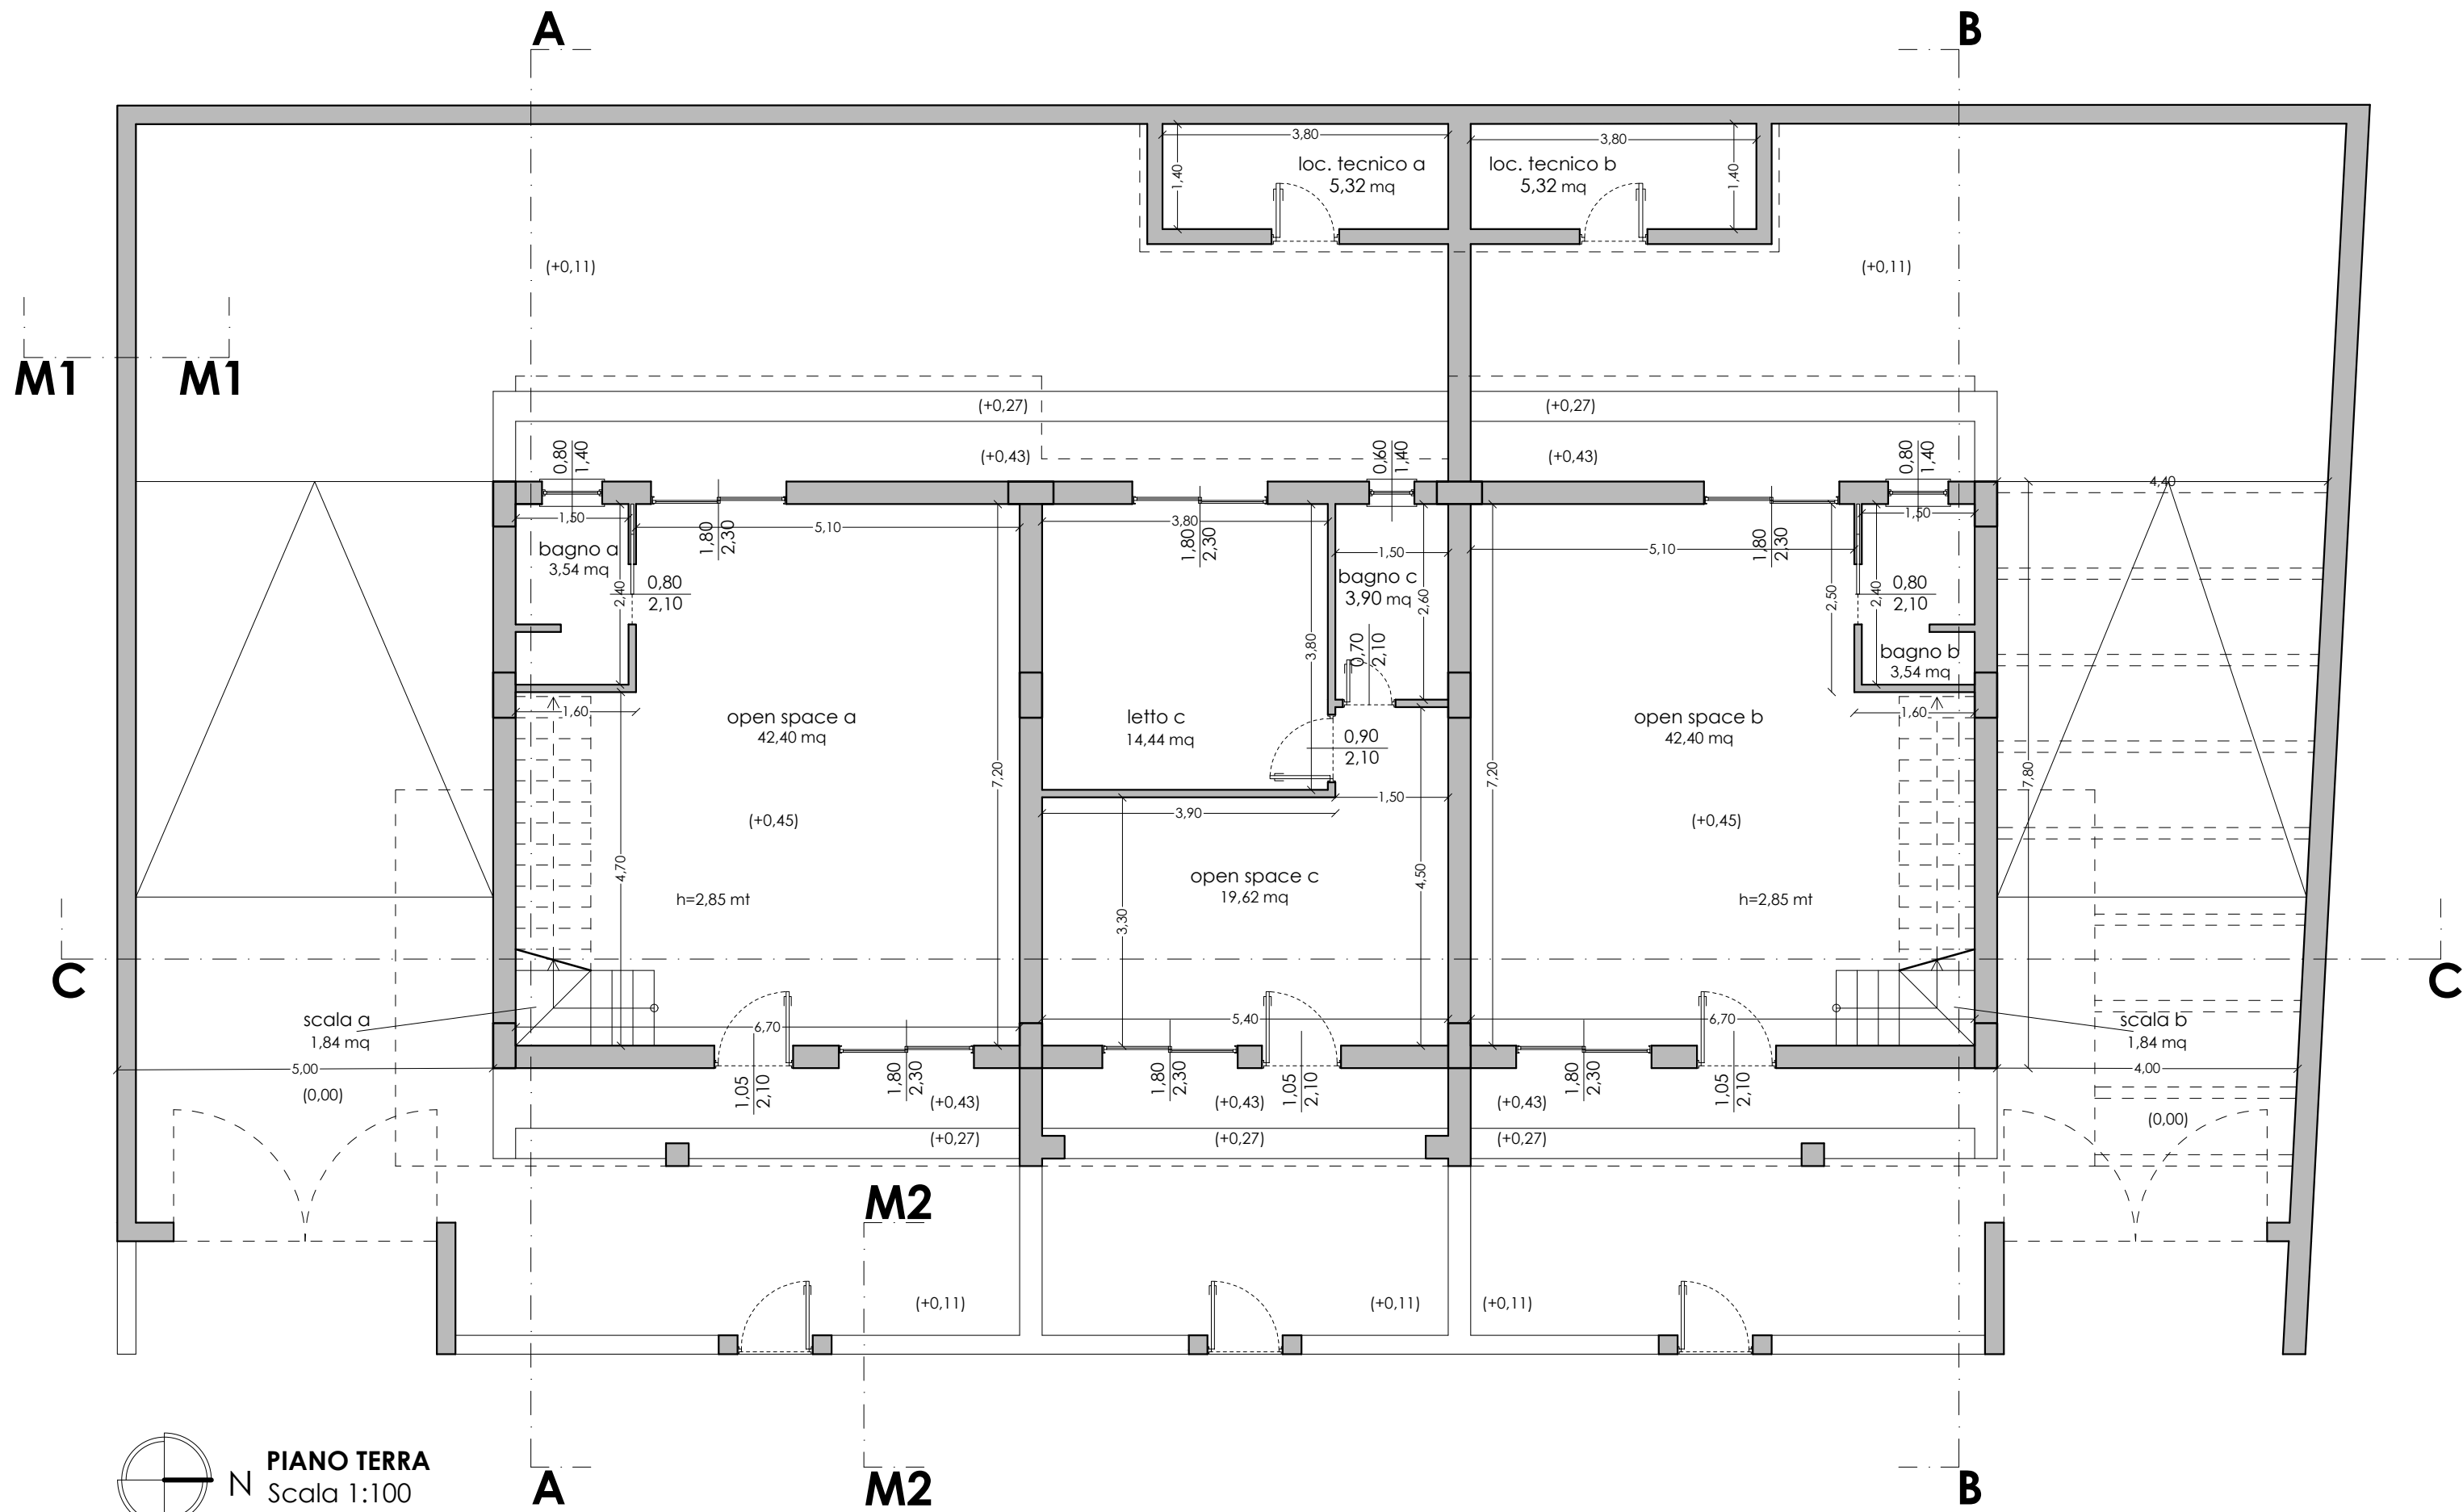 A
B
3,80
3,80
loc. tecnico a
5,32 mq
loc. tecnico b
5,32 mq
1,40
1,40
(+0,11)
(+0,11)
M1
M1
(+0,27)
(+0,27)
(+0,43)
(+0,43)
0,80
1,40
0,60
1,40
0,80
1,40
4,40
1,50
5,10
1,80
2,30
3,80
1,80
2,30
1,50
5,10
1,80
2,30
1,50
bagno a
3,54 mq
2,40
0,80
2,10
bagno c
3,90 mq
2,60
0,70
2,10
3,80
2,50
2,40
0,80
2,10
bagno b
3,54 mq
1,60
open space a
42,40 mq
letto c
14,44 mq
0,90
2,10
open space b
42,40 mq
1,60
7,20
7,20
7,80
1,50
3,90
(+0,45)
(+0,45)
4,70
h=2,85 mt
open space c
19,62 mq
4,50
3,30
h=2,85 mt
C
C
scala a
1,84 mq
6,70
5,40
6,70
scala b
1,84 mq
5,00
4,00
(0,00)
(0,00)
1,05
2,10
1,80
2,30
1,80
2,30
1,05
2,10
1,80
2,30
1,05
2,10
(+0,43)
(+0,43)
(+0,43)
(+0,27)
(+0,27)
(+0,27)
M2
(+0,11)
(+0,11)
(+0,11)
N
PIANO TERRA
Scala 1:100
A
M2
B